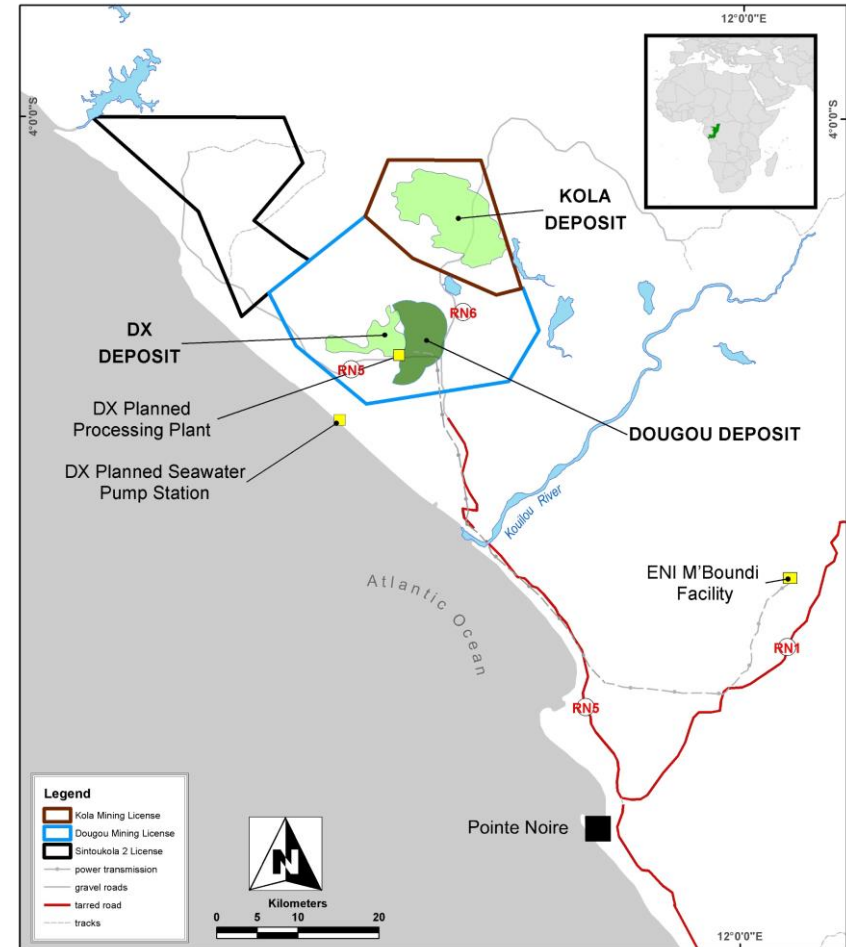 12°0'0"E
4°0'0"S
4°0'0"S
KOLA
DEPOSIT
RN6
DX
DEPOSIT
RN5
DX Planned
Processing Plant
DOUGOU DEPOSIT
DX Planned Seawater
Pump Station
Kouilou River
ENI M'Boundi
Facility
Atlantic Ocean
RN1
RN5
Pointe Noire
Legend
Kola Mining License
Dougou Mining License
Sintoukola 2 License
power transmission
gravel roads
tarred road
tracks
N
Kilometers
0 5 10 20
12°0'0"E